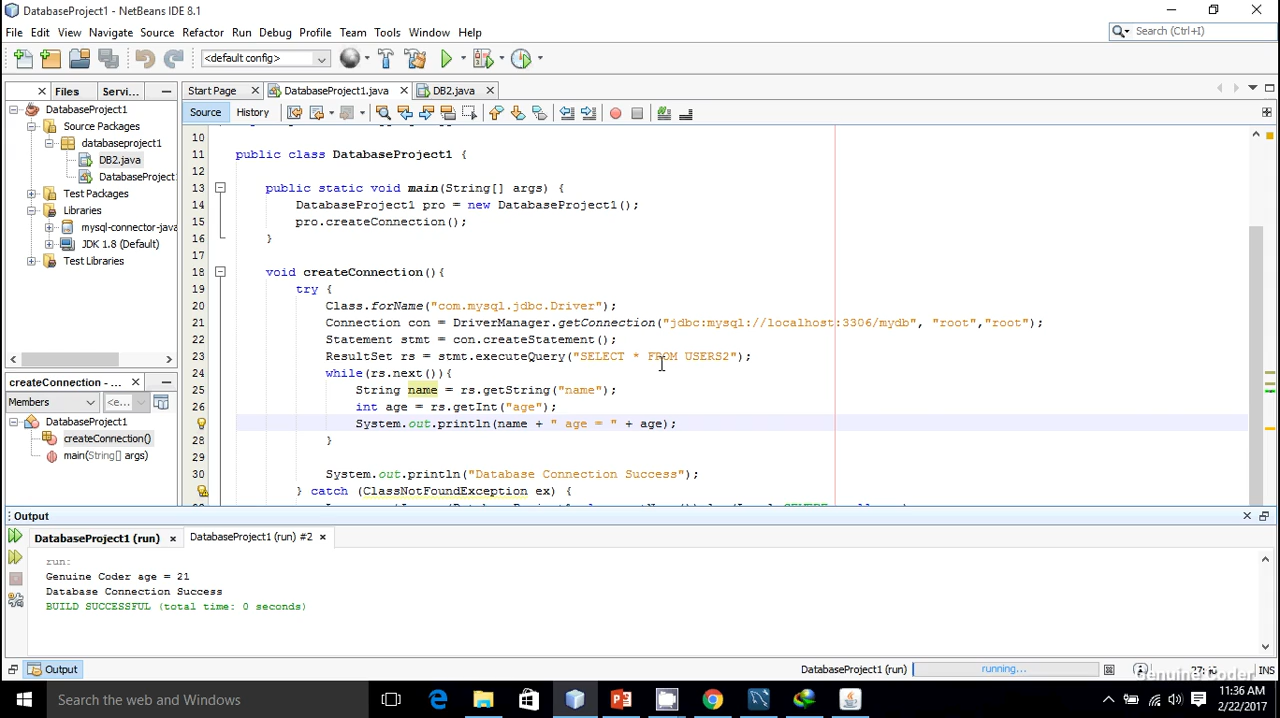 DatabaseProject1 - NetBeans IDE 8.1
File Edit View Navigate Source Refactor Run Debug Profile Team Tools Window Help
Search (Ctrl+I)
<default config>
Files Servi...
Start Page DatabaseProject1.java DB2.java
Source History
DatabaseProject1
Source Packages
databaseproject1
DB2.java
DatabaseProject
Test Packages
Libraries
mysql-connector-java
JDK 1.8 (Default)
Test Libraries
createConnection - ...
Members <e...
DatabaseProject1
createConnection()
main(String[] args)
10
11 public class DatabaseProject1 {
12
13 public static void main(String[] args) {
14 DatabaseProject1 pro = new DatabaseProject1();
15 pro.createConnection();
16 }
17
18 void createConnection(){
19 try {
20 Class.forName("com.mysql.jdbc.Driver");
21 Connection con = DriverManager.getConnection("jdbc:mysql://localhost:3306/mydb", "root","root");
22 Statement stmt = con.createStatement();
23 ResultSet rs = stmt.executeQuery("SELECT * FROM USERS2");
24 while(rs.next()){
25 String name = rs.getString("name");
26 int age = rs.getInt("age");
System.out.println(name + " age = " + age);
28 }
29
30 System.out.println("Database Connection Success");
} catch (ClassNotFoundException ex) {
Output
DatabaseProject1 (run) DatabaseProject1 (run) #2
run:
Genuine Coder age = 21
Database Connection Success
BUILD SUCCESSFUL (total time: 0 seconds)
Output
DatabaseProject1 (run) running... INS
Genuine Coder
Search the web and Windows
11:36 AM
2/22/2017